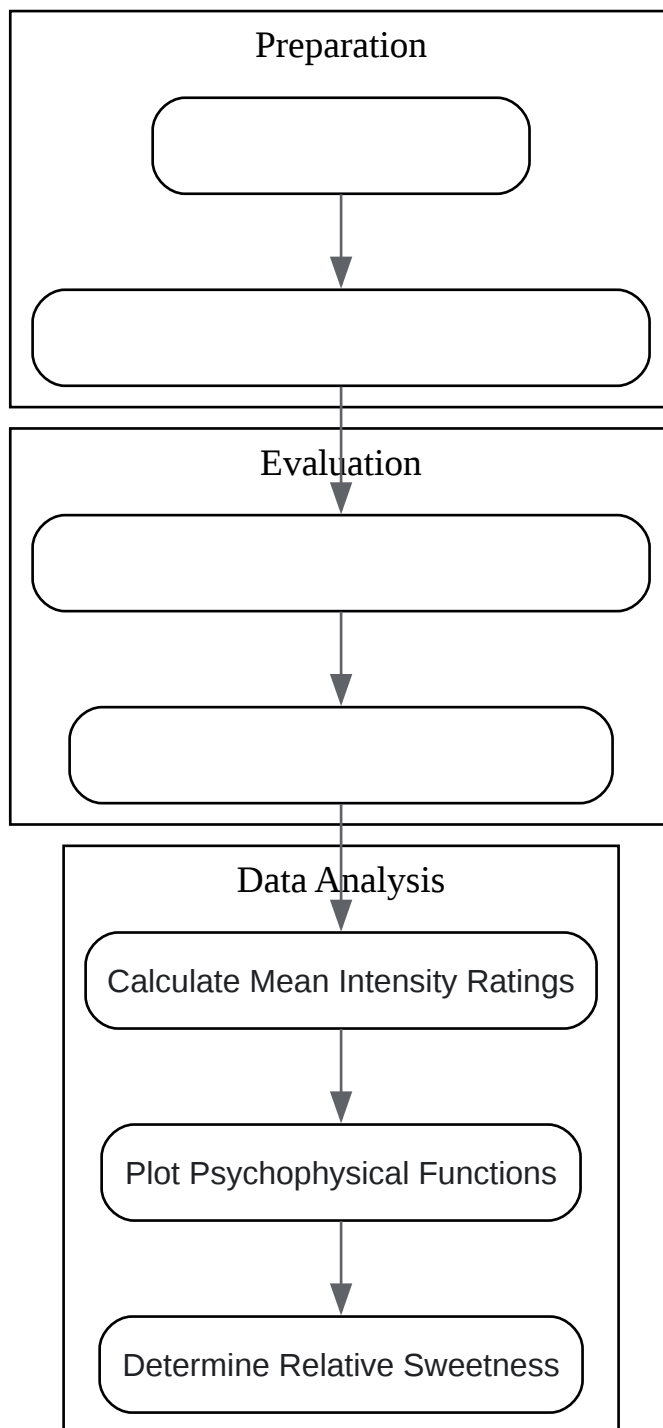 Preparation
Evaluation
Data Analysis
Calculate Mean Intensity Ratings
Plot Psychophysical Functions
Determine Relative Sweetness